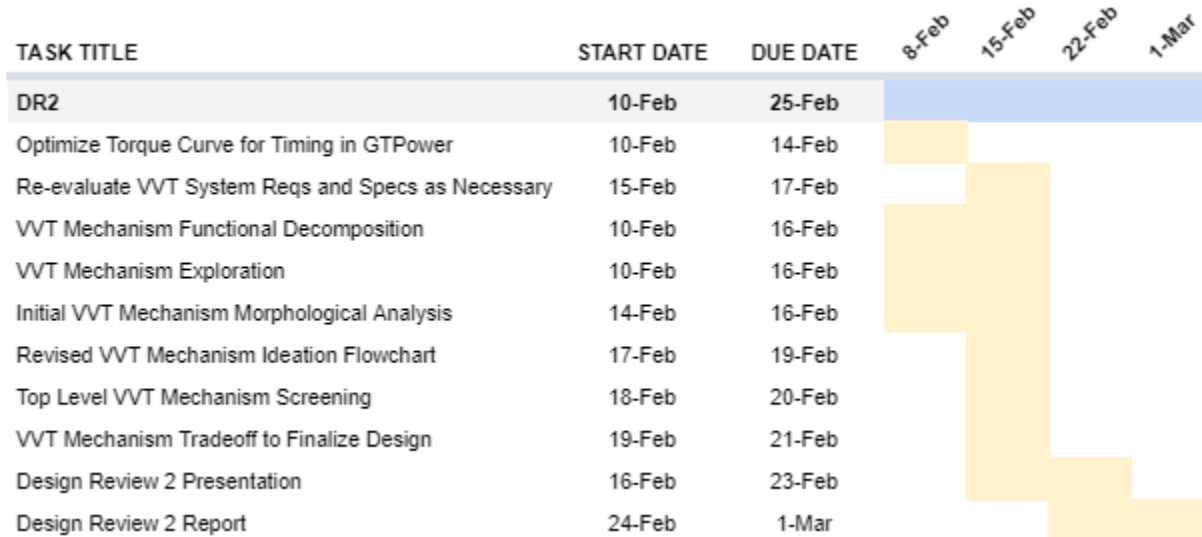 TASK TITLE START DATE DUE DATE 8-Feb 15-Feb 22-Feb 1-Mar
DR2 10-Feb 25-Feb
Optimize Torque Curve for Timing in GTPower 10-Feb 14-Feb
Re-evaluate VVT System Reqs and Specs as Necessary 15-Feb 17-Feb
VVT Mechanism Functional Decomposition 10-Feb 16-Feb
VVT Mechanism Exploration 10-Feb 16-Feb
Initial VVT Mechanism Morphological Analysis 14-Feb 16-Feb
Revised VVT Mechanism Ideation Flowchart 17-Feb 19-Feb
Top Level VVT Mechanism Screening 18-Feb 20-Feb
VVT Mechanism Tradeoff to Finalize Design 19-Feb 21-Feb
Design Review 2 Presentation 16-Feb 23-Feb
Design Review 2 Report 24-Feb 1-Mar